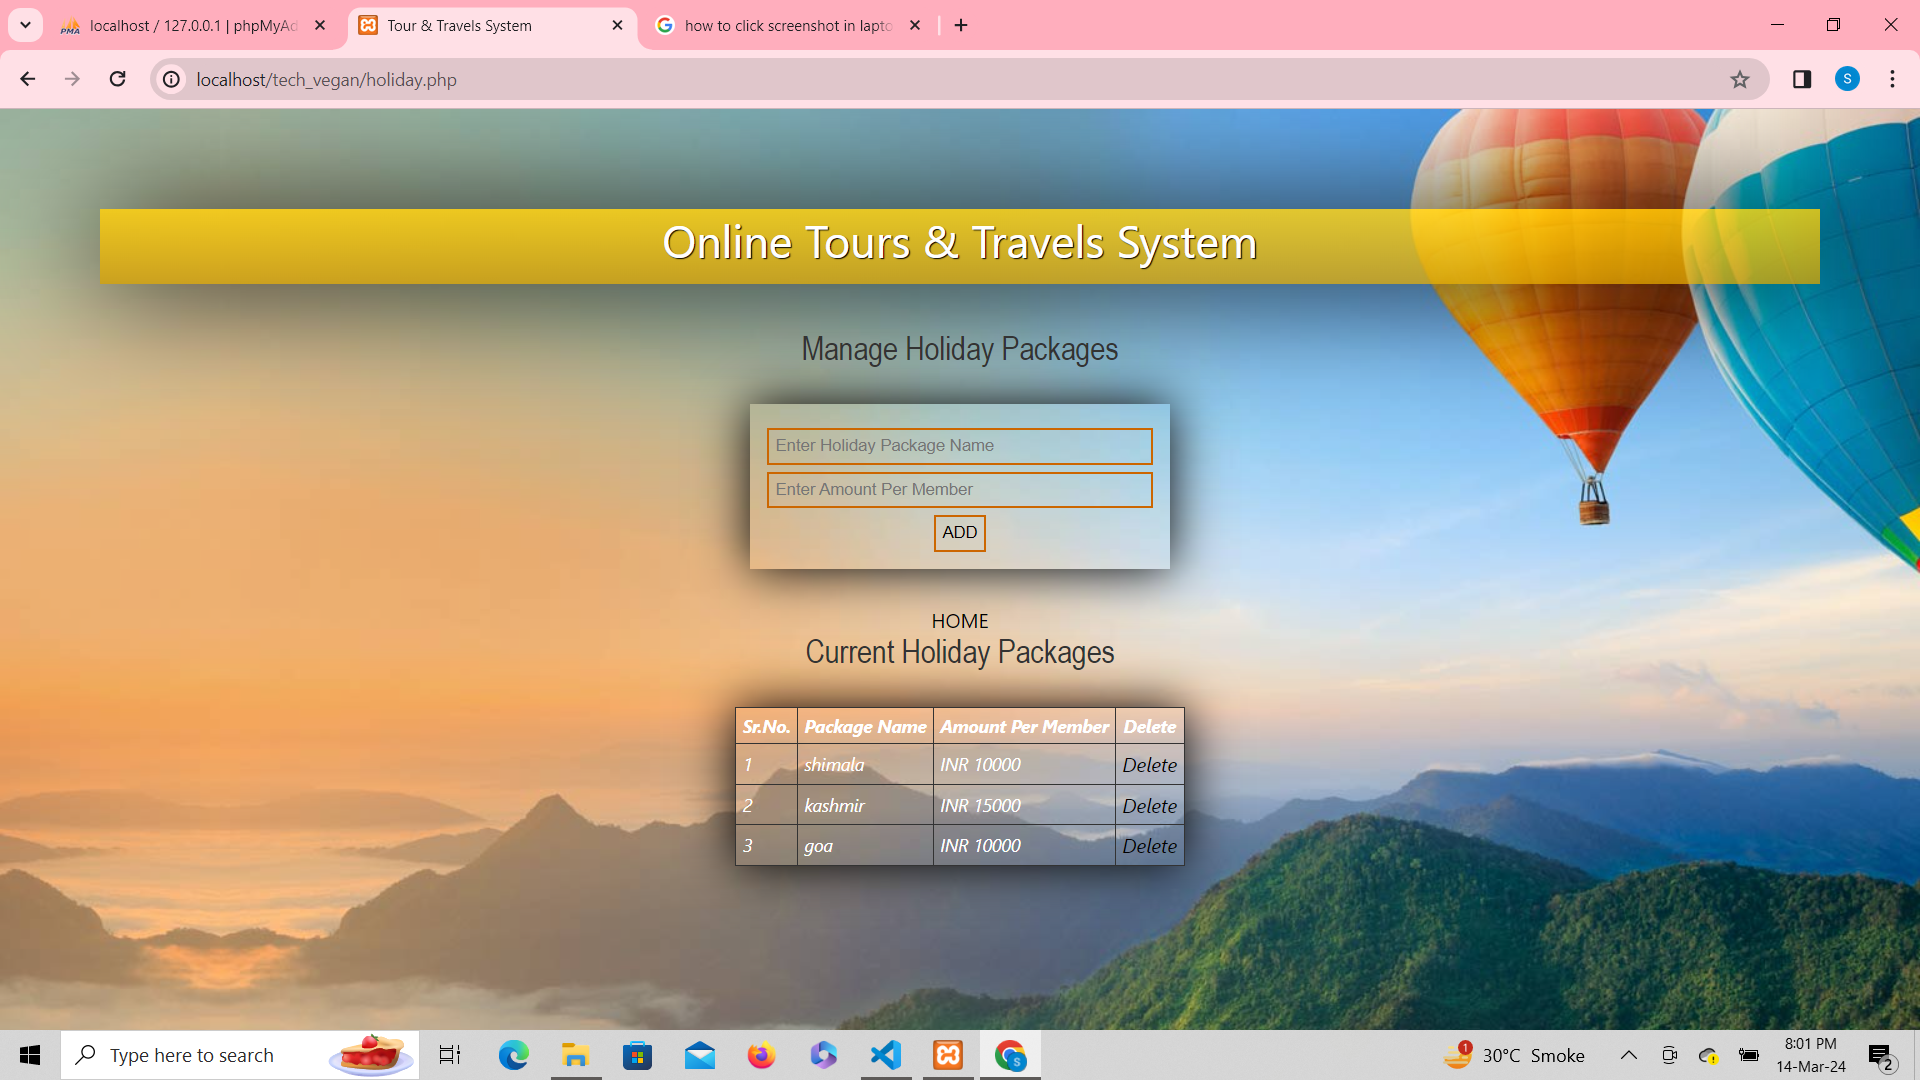 localhost / 127.0.0.1 | phpMyAd
Tour & Travels System
how to click screenshot in lapto
localhost/tech_vegan/holiday.php
S
Online Tours & Travels System
Manage Holiday Packages
Enter Holiday Package Name
Enter Amount Per Member
ADD
HOME
Current Holiday Packages
Sr.No. Package Name Amount Per Member Delete
1 shimala INR 10000 Delete
2 kashmir INR 15000 Delete
3 goa INR 10000 Delete
Type here to search
1 30°C Smoke
8:01 PM
14-Mar-24
2